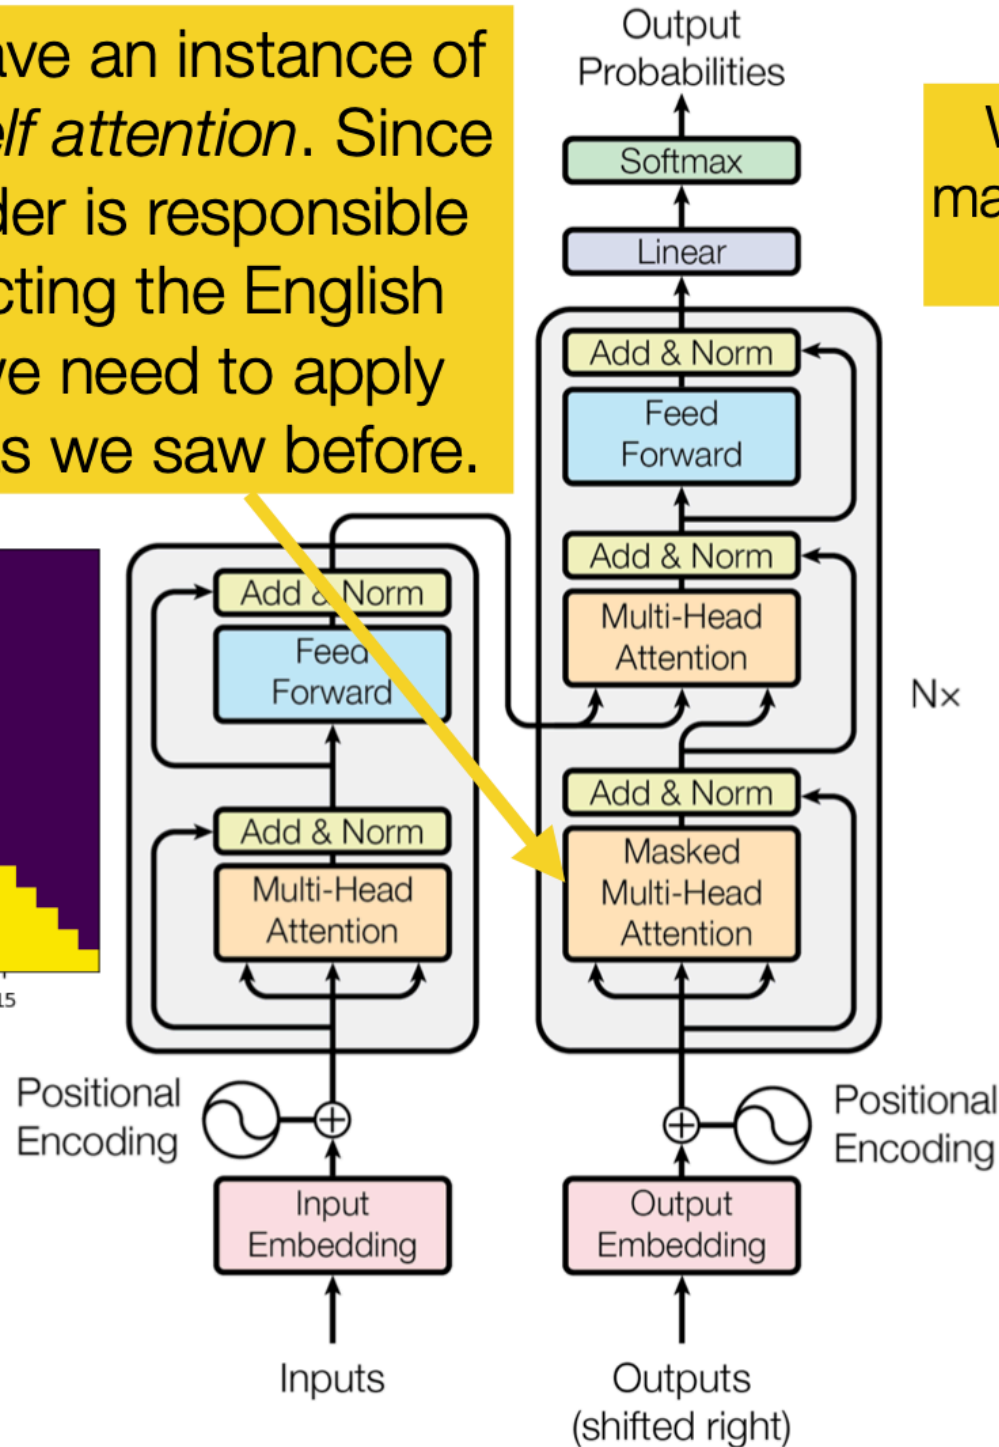 ave an instance of
elf attention. Since
der is responsible
cting the English
ve need to apply
s we saw before.
Output
Probabilities
Softmax
Linear
Add & Norm
Feed
Forward
Add & Norm
Multi-Head
Attention
Add & Norm
Masked
Multi-Head
Attention
Nx
ma
Add & Norm
Feed
Forward
Add & Norm
Multi-Head
Attention
15
Positional
Encoding
Positional
Encoding
Input
Embedding
Output
Embedding
Inputs
Outputs
(shifted right)